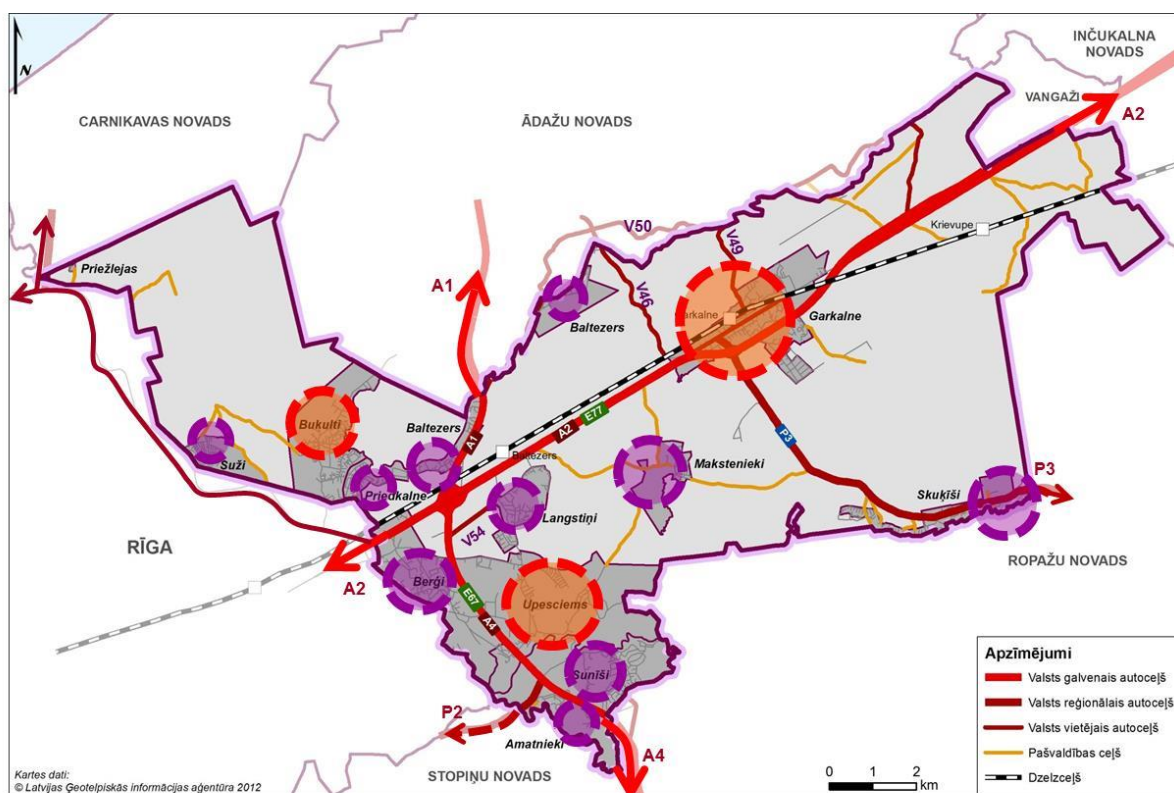 INČUKALNA
NOVADS
VANGAŽI
A2
CARNIKAVAS NOVADS
ĀDAŽU NOVADS
N
Krievupe
V50
V49
Priežlejas
A1
V46
Baltezers
Garkalne
E77
A2
P3
Bukulti
Baltezers
A1
Baltezers
Suži
Makstenieki
P3
Priedkalne
Skuķīši
Langstiņi
V54
RĪGA
ROPAŽU NOVADS
A2
Berģi
E67
Upesciems
A4
Sunīši
P2
Amatnieki
A4
STOPIŅU NOVADS
Apzīmējumi
Valsts galvenais autoceļš
Valsts reģionālais autoceļš
Valsts vietējais autoceļš
Pašvaldības ceļš
Dzelzceļš
0 1 2
km
Kartes dati:
© Latvijas Ģeotelpiskās informācijas aģentūra 2012